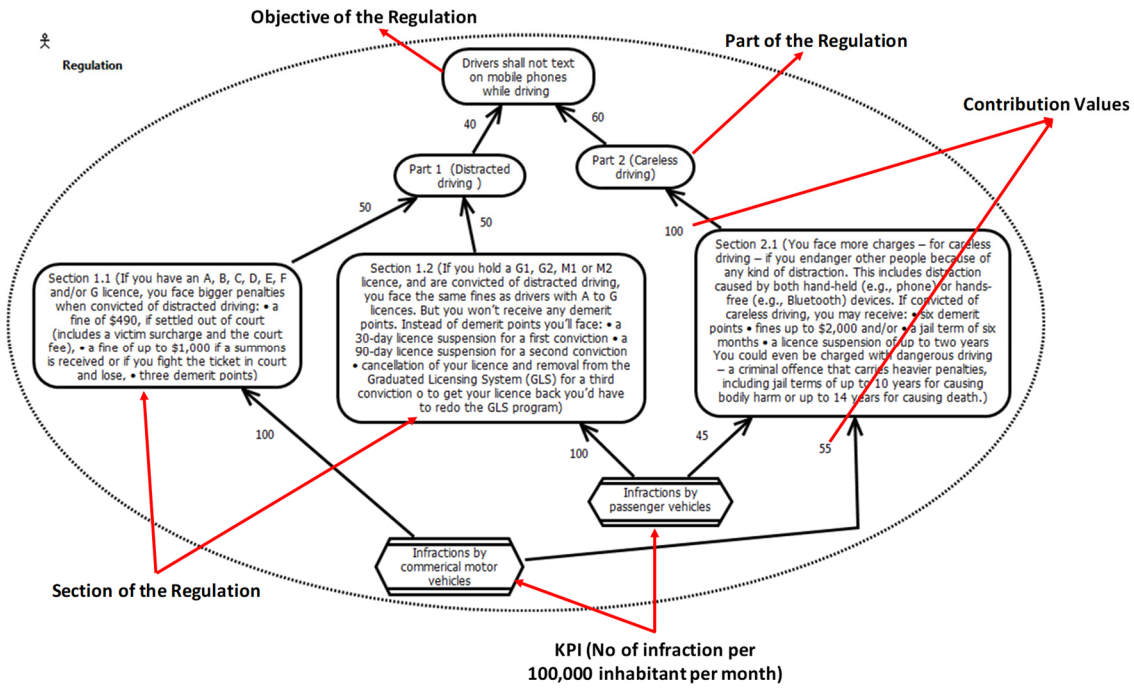 Objective of the Regulation
Part of the Regulation
Regulation
Drivers shall not text
on mobile phones
while driving
Contribution Values
40
60
Part 1 (Distracted
driving )
Part 2 (Careless
driving)
50
50
100
Section 1.1 (If you have an A, B, C, D, E, F
and/or G licence, you face bigger penalties
when convicted of distracted driving: • a
fine of $490, if settled out of court
(includes a victim surcharge and the court
fee), • a fine of up to $1,000 if a summons
is received or if you fight the ticket in court
and lose, • three demerit points)
Section 1.2 (If you hold a G1, G2, M1 or M2
licence, and are convicted of distracted driving,
you face the same fines as drivers with A to G
licences. But you won't receive any demerit
points. Instead of demerit points you'll face: • a
30-day licence suspension for a first conviction • a
90-day licence suspension for a second conviction
• cancellation of your licence and removal from the
Graduated Licensing System (GLS) for a third
conviction o to get your licence back you'd have
to redo the GLS program)
Section 2.1 (You face more charges – for careless
driving – if you endanger other people because of
any kind of distraction. This includes distraction
caused by both hand-held (e.g., phone) or hands-
free (e.g., Bluetooth) devices. If convicted of
careless driving, you may receive: • six demerit
points • fines up to $2,000 and/or • a jail term of six
months • a licence suspension of up to two years
You could even be charged with dangerous driving
– a criminal offence that carries heavier penalties,
including jail terms of up to 10 years for causing
bodily harm or up to 14 years for causing death.)
100
100
45
55
Infractions by
passenger vehicles
Infractions by
commerical motor
vehicles
Section of the Regulation
KPI (No of infraction per
100,000 inhabitant per month)